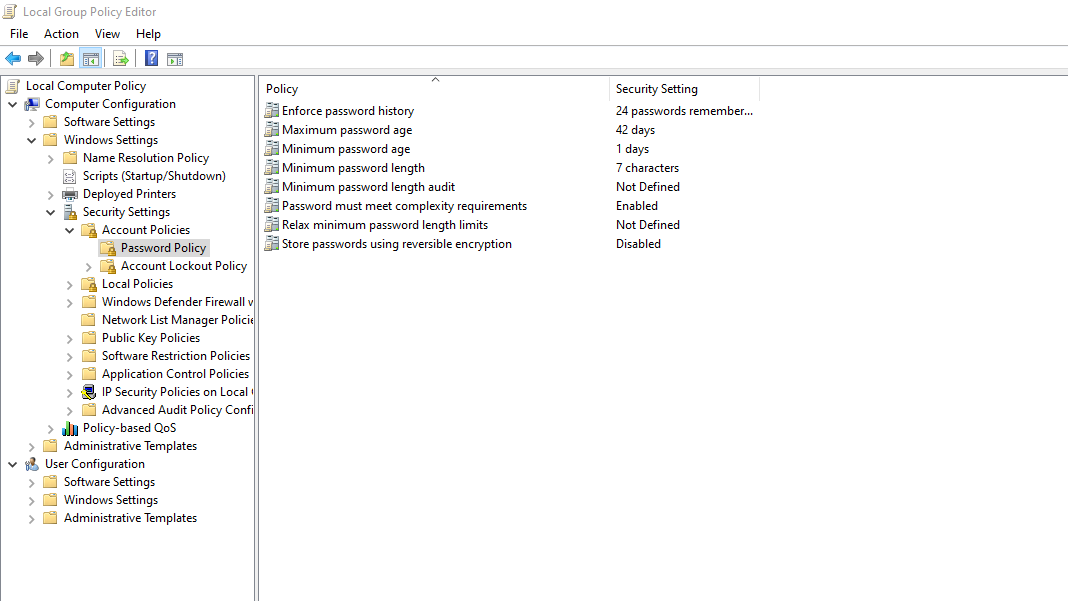 Local Group Policy Editor
File Action View Help
Local Computer Policy
Computer Configuration
Software Settings
Windows Settings
Name Resolution Policy
Scripts (Startup/Shutdown)
Deployed Printers
Security Settings
Account Policies
Password Policy
Account Lockout Policy
Local Policies
Windows Defender Firewall w
Network List Manager Policie
Public Key Policies
Software Restriction Policies
Application Control Policies
IP Security Policies on Local
Advanced Audit Policy Confi
Policy-based QoS
Administrative Templates
User Configuration
Software Settings
Windows Settings
Administrative Templates
Policy Security Setting
Enforce password history 24 passwords remember...
Maximum password age 42 days
Minimum password age 1 days
Minimum password length 7 characters
Minimum password length audit Not Defined
Password must meet complexity requirements Enabled
Relax minimum password length limits Not Defined
Store passwords using reversible encryption Disabled